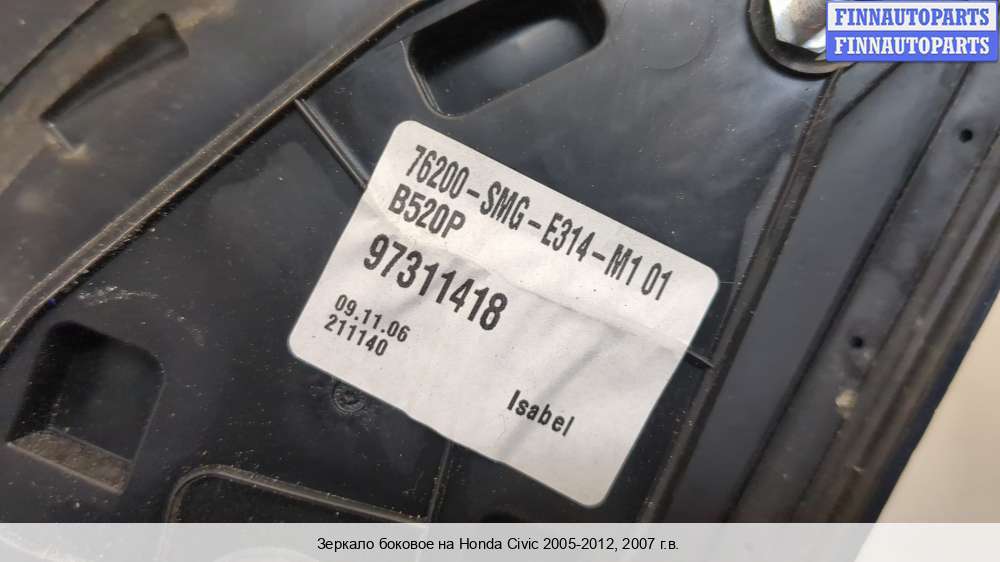 FINNAUTOPARTS
FINNAUTOPARTS
76200-SMG-E314-M1 01
B520P
97311418
09.11.06
211140
Isabel
Зеркало боковое на Honda Civic 2005-2012, 2007 г.в.